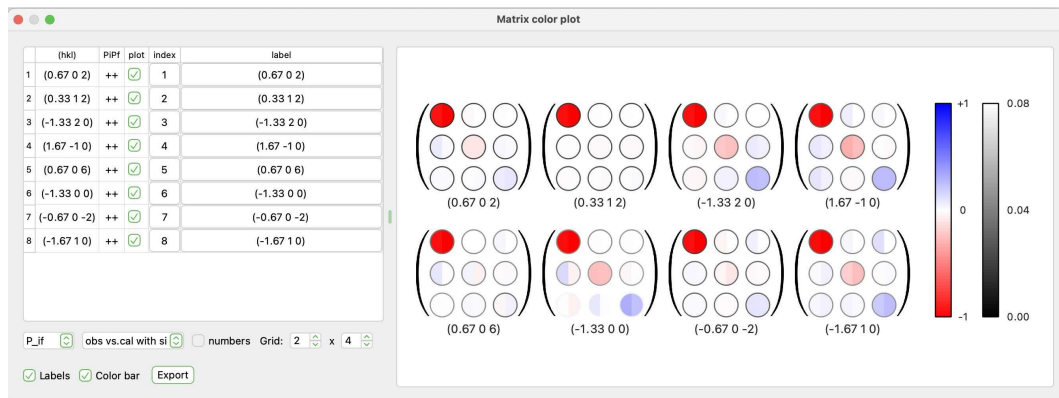 Matrix color plot
(hkl) PiPf plot index label
1 (0.67 0 2) ++ 1 (0.67 0 2)
2 (0.33 1 2) ++ 2 (0.33 1 2)
3 (-1.33 2 0) ++ 3 (-1.33 2 0)
4 (1.67 -1 0) ++ 4 (1.67 -1 0)
5 (0.67 0 6) ++ 5 (0.67 0 6)
6 (-1.33 0 0) ++ 6 (-1.33 0 0)
7 (-0.67 0 -2) ++ 7 (-0.67 0 -2)
8 (-1.67 1 0) ++ 8 (-1.67 1 0)
P_if obs vs.cal with si numbers Grid: 2 x 4
Labels Color bar Export
(0.67 0 2) (0.33 1 2) (-1.33 2 0) (1.67 -1 0)
(0.67 0 6) (-1.33 0 0) (-0.67 0 -2) (-1.67 1 0)
+1 0.08
0 0.04
-1 0.00